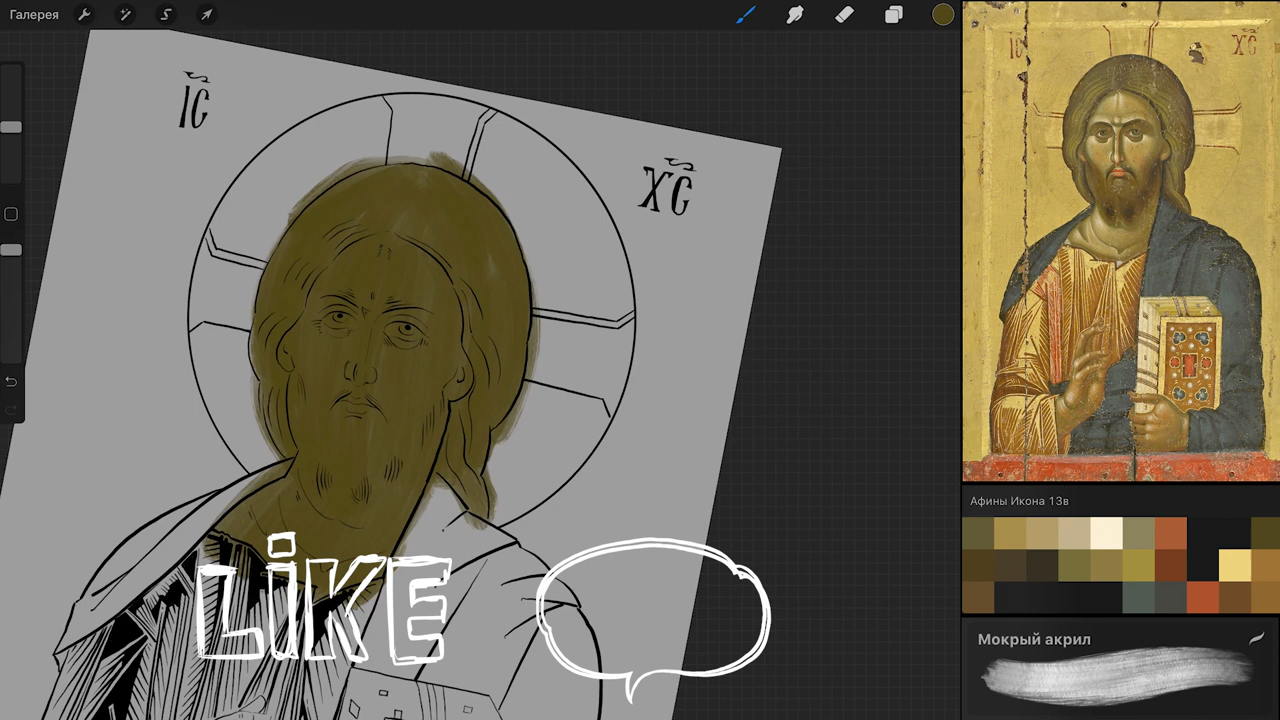 Галерея
IC
XC
LiKE
IC
XC
Афины Икона 13в
Мокрый акрил